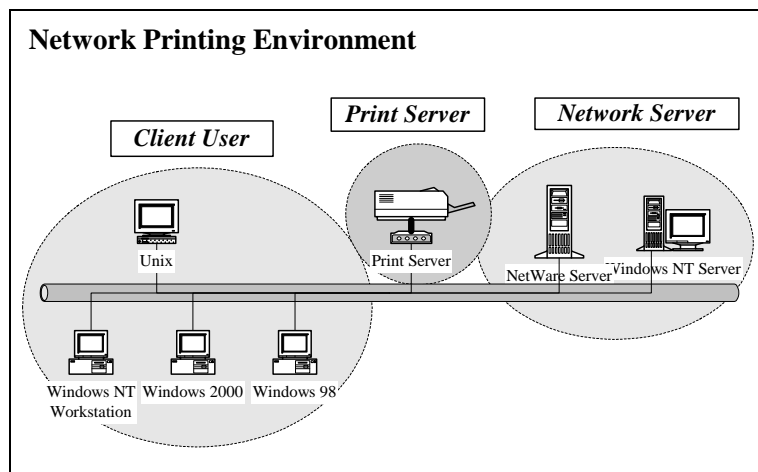 Network Printing Environment
Client User
Print Server
Network Server
Unix
Print Server
NetWare Server
Windows NT Server
Windows NT
Workstation
Windows 2000
Windows 98